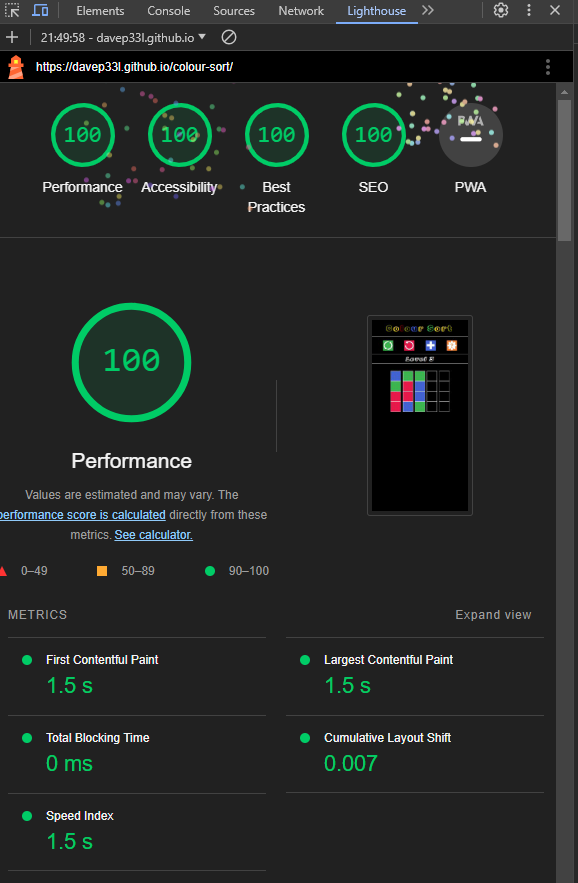 Elements Console Sources Network Lighthouse
21:49:58 - davep33l.github.io
https://davep33l.github.io/colour-sort/
100 100 100 100 PWA
Performance Accessibility Best Practices SEO PWA
100
Performance
Values are estimated and may vary. The
performance score is calculated directly from these
metrics. See calculator.
0–49 50–89 90–100
Colour Sort
Level 2
METRICS Expand view
First Contentful Paint
1.5 s
Largest Contentful Paint
1.5 s
Total Blocking Time
0 ms
Cumulative Layout Shift
0.007
Speed Index
1.5 s